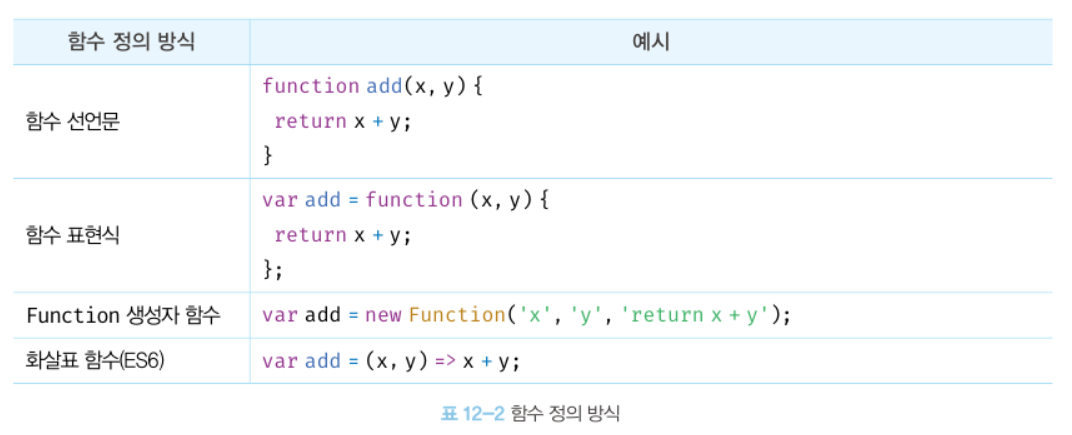 함수 정의 방식 예시
함수 선언문
function add(x, y) {
 return x + y;
}
함수 표현식
var add = function (x, y) {
 return x + y;
};
Function 생성자 함수 var add = new Function('x', 'y', 'return x + y');
화살표 함수(ES6) var add = (x, y) => x + y;
표 12-2 함수 정의 방식